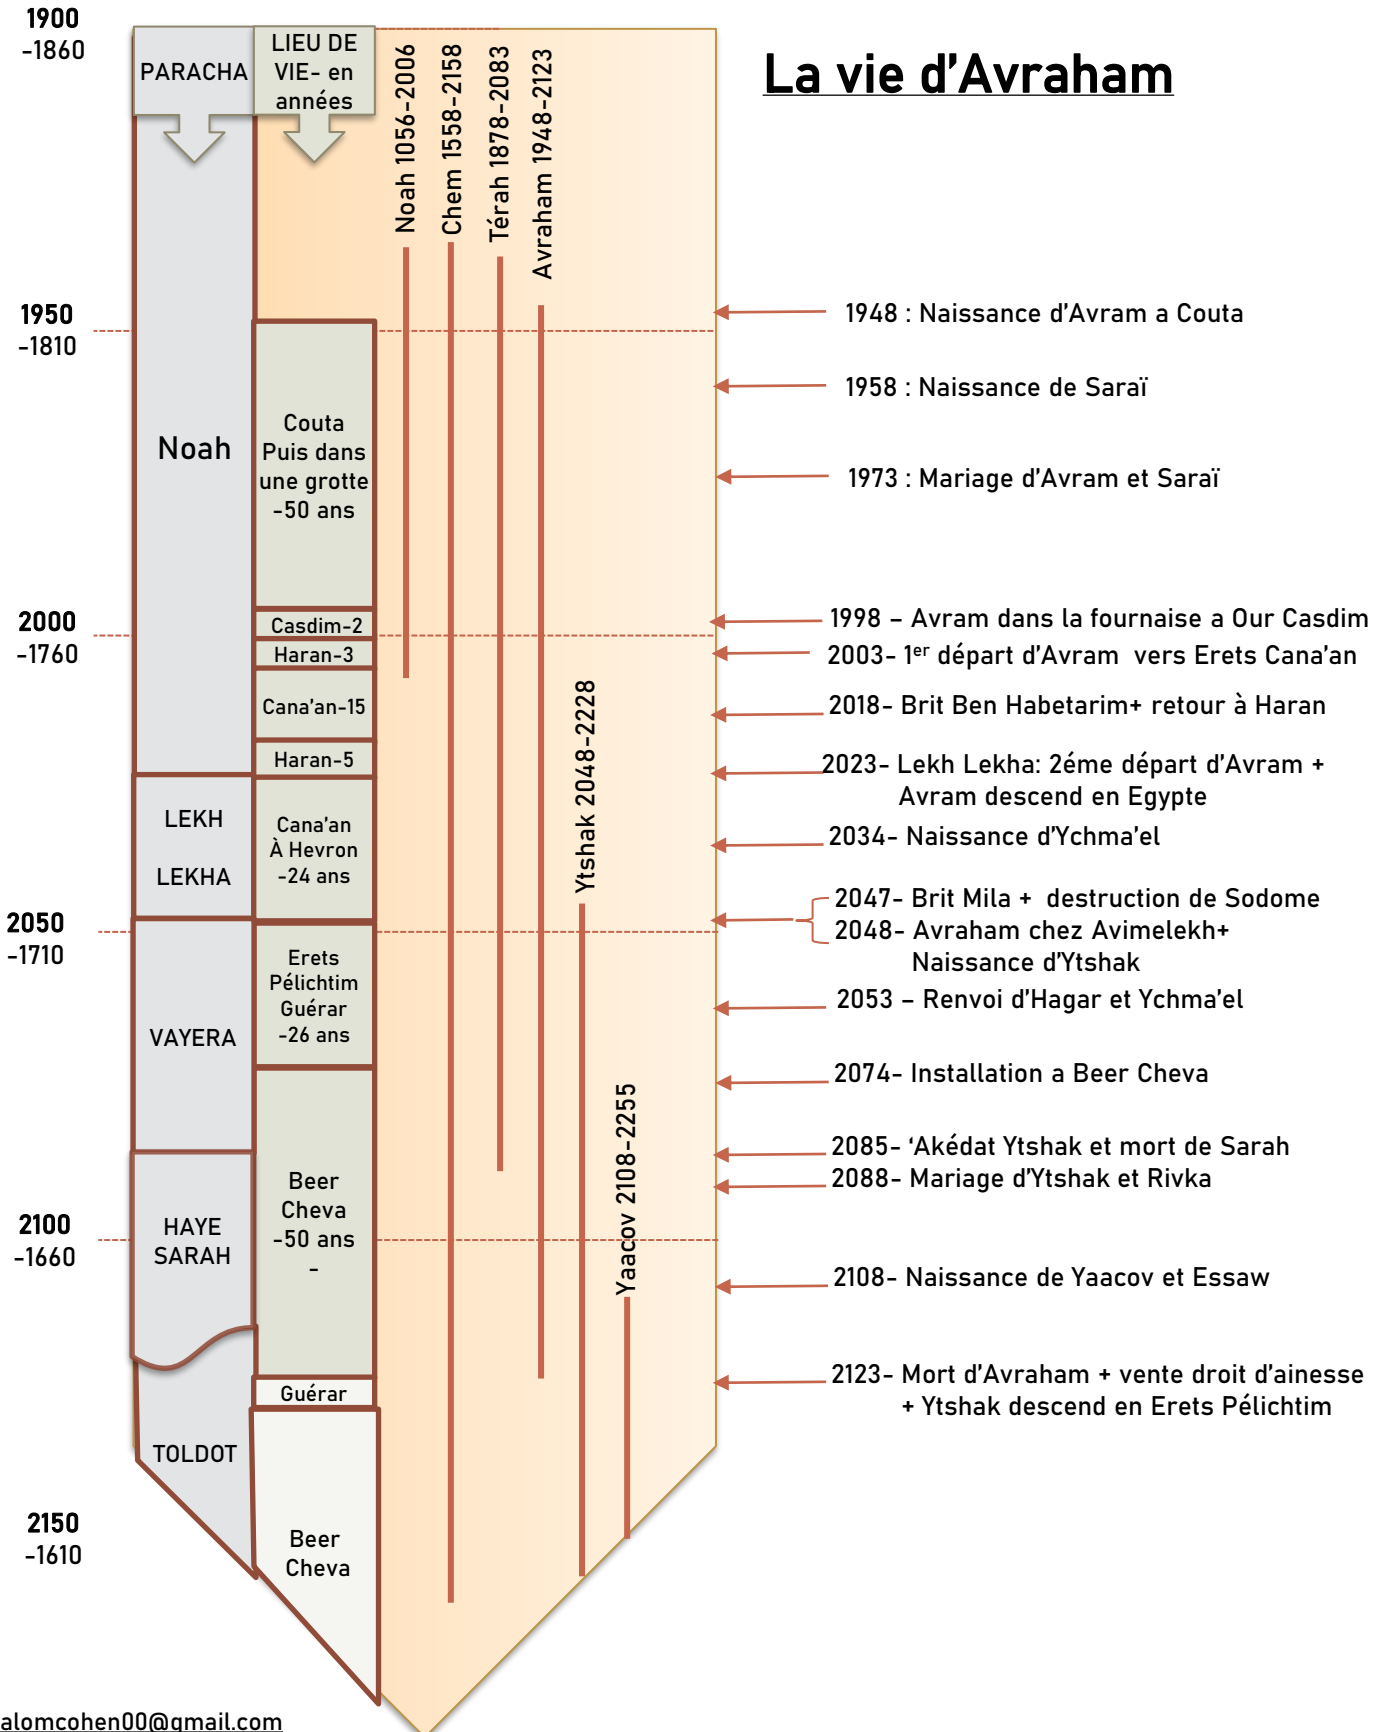 La vie d'Avraham
1900
-1860
PARACHA
LIEU DE
VIE- en
années
Noah 1056-2006
Chem 1558-2158
Térah 1878-2083
Avraham 1948-2123
Ytshak 2048-2228
Yaacov 2108-2255
1950
-1810
2000
-1760
2050
-1710
2100
-1660
2150
-1610
Noah
LEKH
LEKHA
VAYERA
HAYE
SARAH
TOLDOT
Couta
Puis dans
une grotte
-50 ans
Casdim-2
Haran-3
Cana'an-15
Haran-5
Cana'an
À Hevron
-24 ans
Erets
Pélichtim
Guérar
-26 ans
Beer
Cheva
-50 ans
-
Guérar
Beer
Cheva
1948 : Naissance d'Avram a Couta
1958 : Naissance de Saraï
1973 : Mariage d'Avram et Saraï
1998 – Avram dans la fournaise a Our Casdim
2003- 1er départ d'Avram  vers Erets Cana'an
2018- Brit Ben Habetarim+ retour à Haran
2023- Lekh Lekha: 2éme départ d'Avram +
Avram descend en Egypte
2034- Naissance d'Ychma'el
2047- Brit Mila +  destruction de Sodome
2048- Avraham chez Avimelekh+
Naissance d'Ytshak
2053 – Renvoi d'Hagar et Ychma'el
2074- Installation a Beer Cheva
2085- 'Akédat Ytshak et mort de Sarah
2088- Mariage d'Ytshak et Rivka
2108- Naissance de Yaacov et Essaw
2123- Mort d'Avraham + vente droit d'ainesse
+ Ytshak descend en Erets Pélichtim
alomcohen00@gmail.com